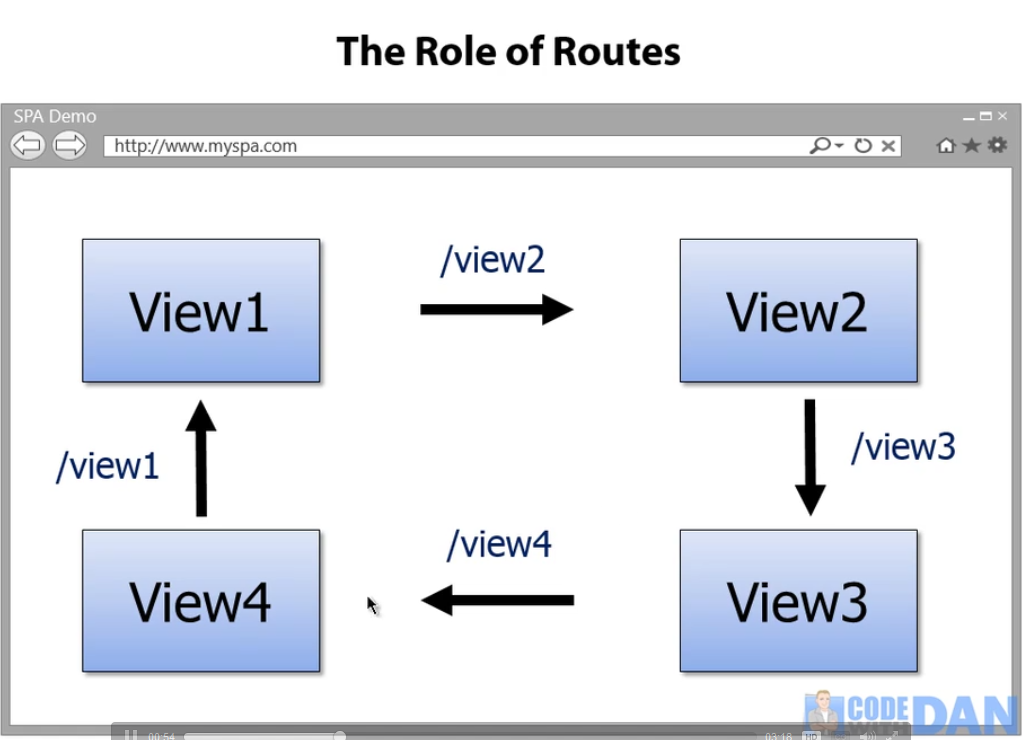 The Role of Routes
SPA Demo
http://www.myspa.com
View1
/view2
View2
/view1
/view3
View4
/view4
View3
CODE
WITH
DAN
00:54
03:18
HD